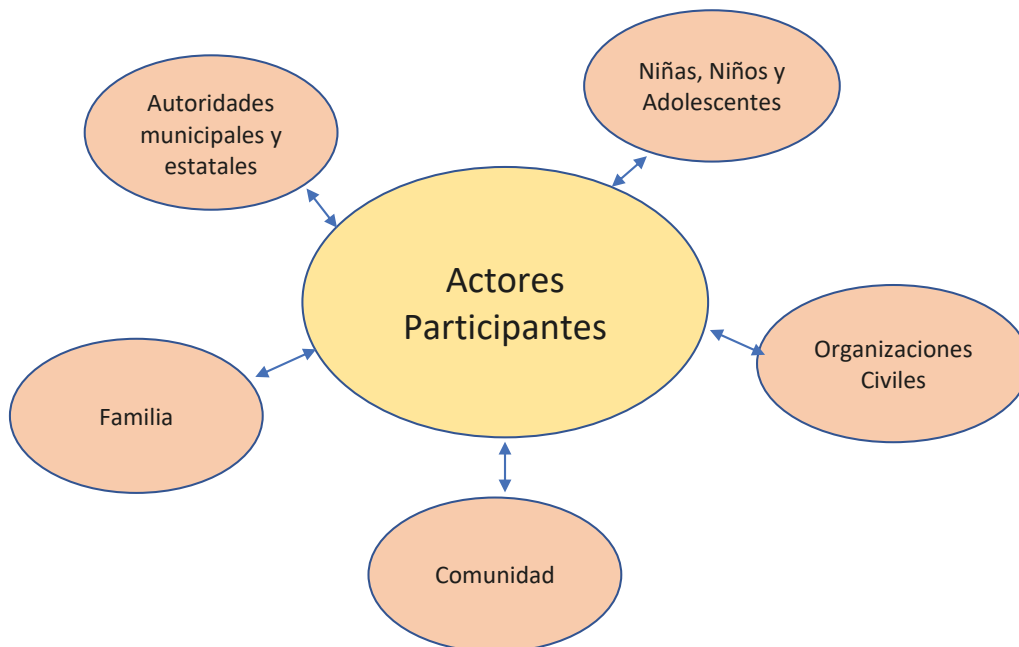 Niñas, Niños y
Adolescentes
Autoridades
municipales y
estatales
Actores
Participantes
Organizaciones
Civiles
Familia
Comunidad